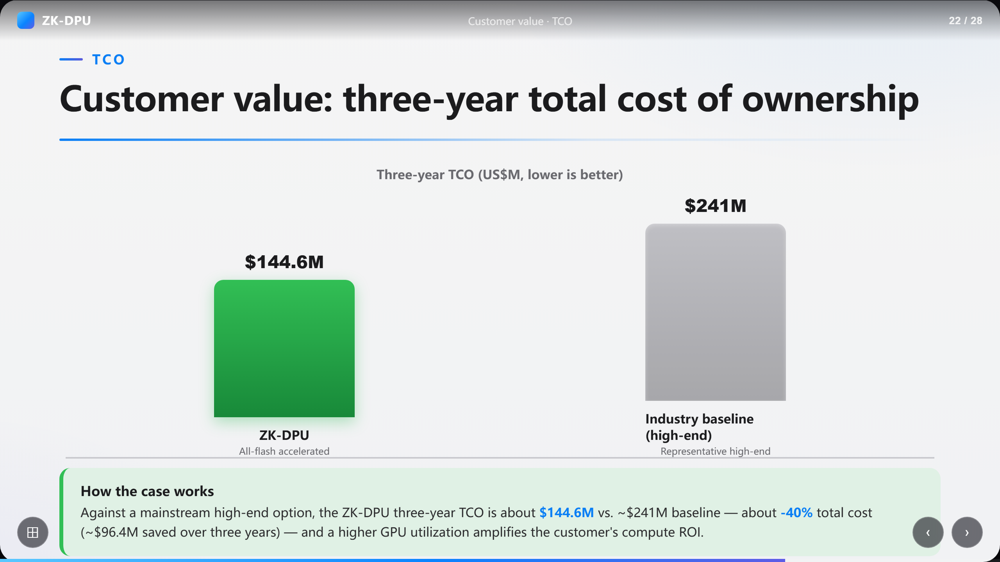 ZK-DPU
Customer value · TCO
22 / 28
TCO
Customer value: three-year total cost of ownership
Three-year TCO (US$M, lower is better)
$144.6M
$241M
ZK-DPU
All-flash accelerated
Industry baseline
(high-end)
Representative high-end
How the case works
Against a mainstream high-end option, the ZK-DPU three-year TCO is about $144.6M vs. ~$241M baseline — about -40% total cost
(~$96.4M saved over three years) — and a higher GPU utilization amplifies the customer's compute ROI.